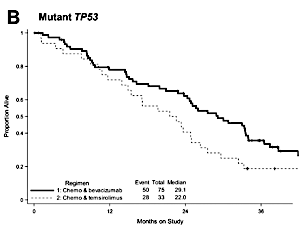 B Mutant TP53
1.0
0.8
0.6
0.4
0.2
0.0
Proportion Alive
Regimen Event Total Median
1: Chemo & bevacizumab 50 75 29.1
2: Chemo & temsirolimus 28 33 22.0
0 12 24 36
Months on Study